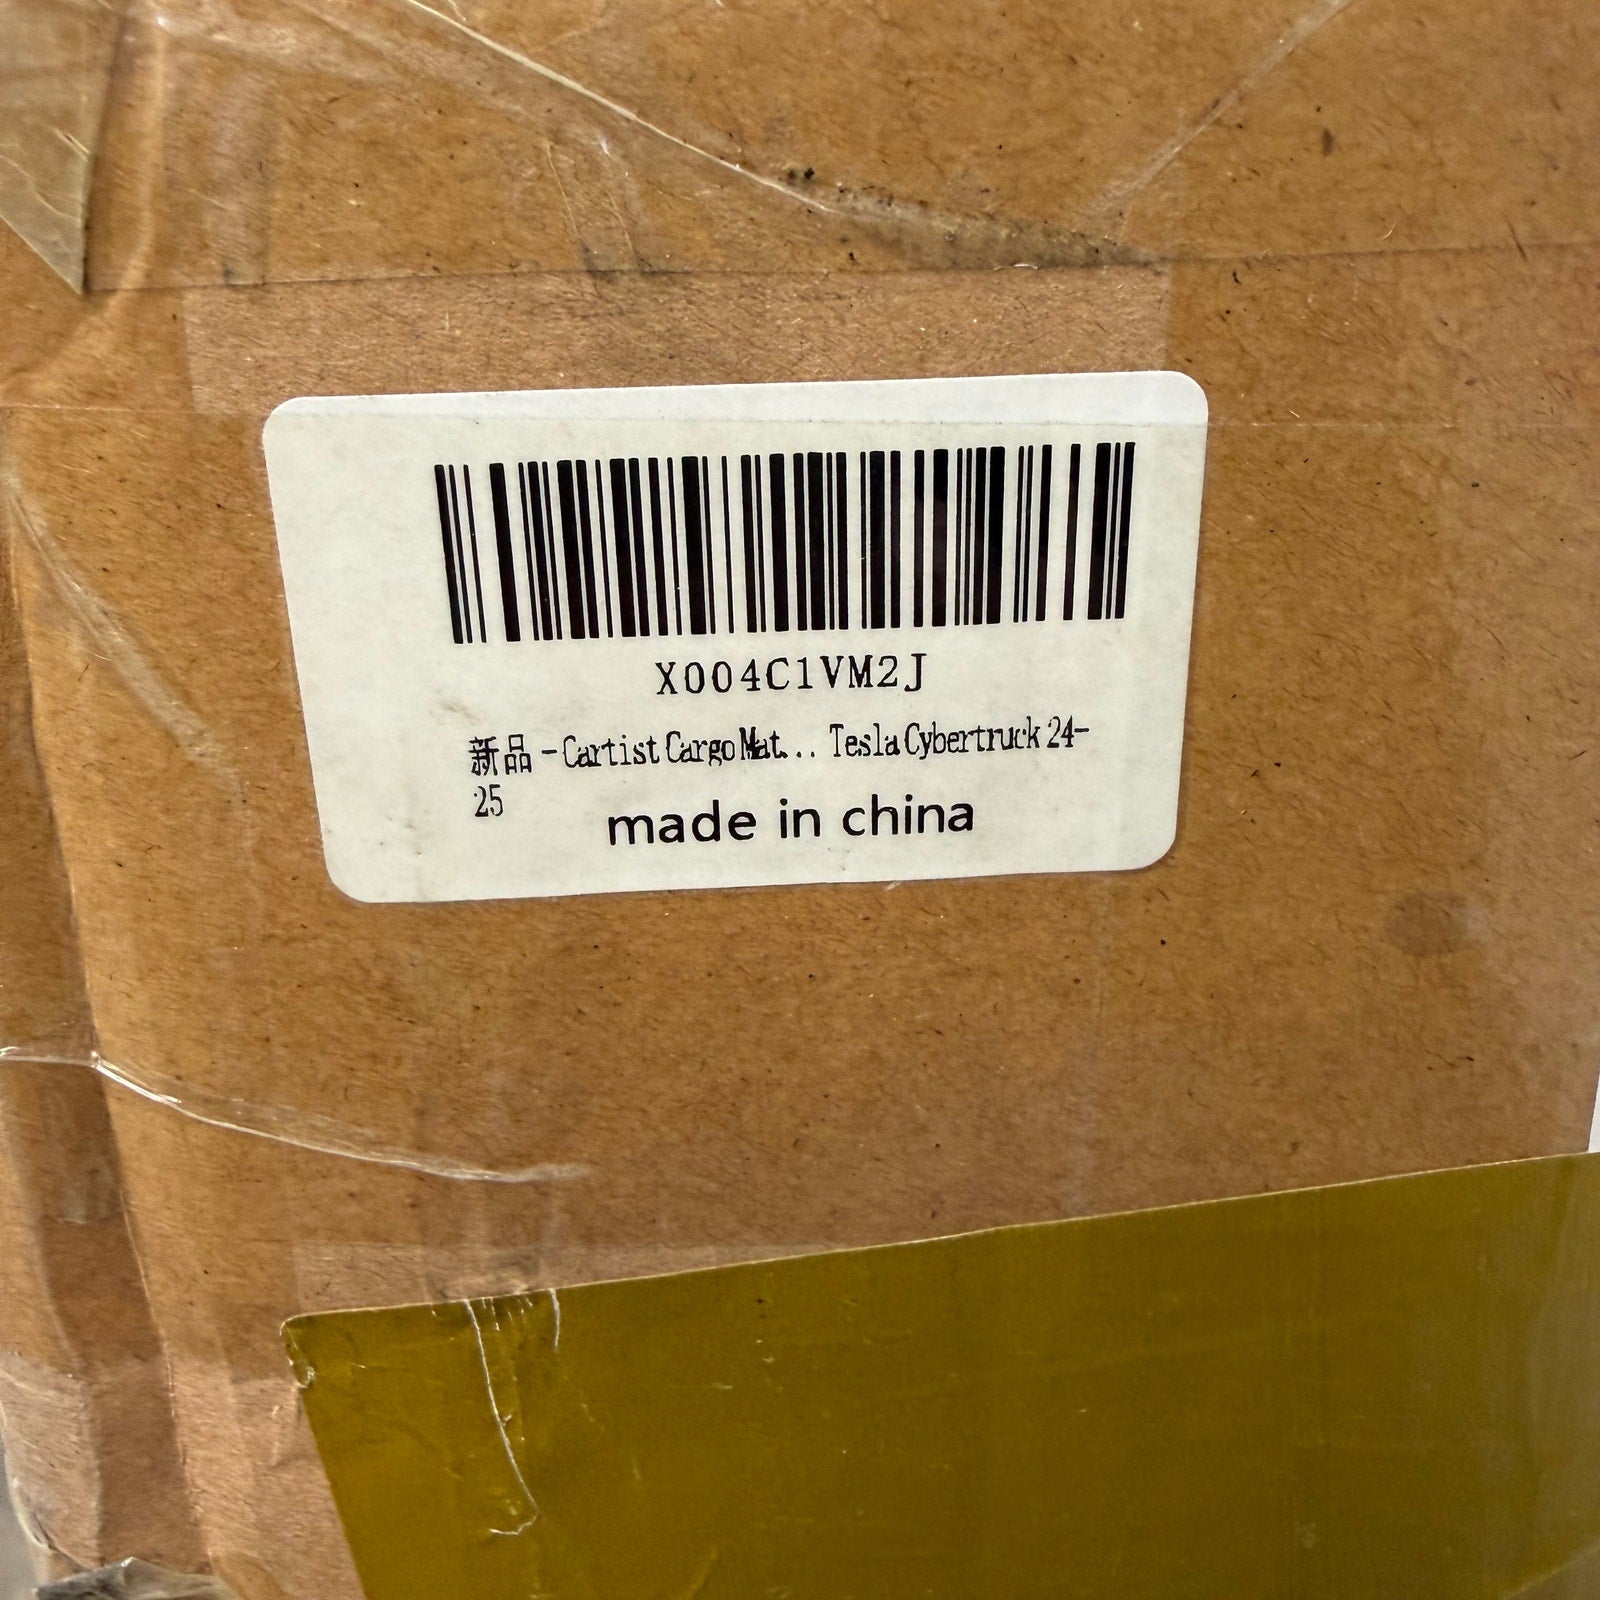 X004C1VM2J
新品 -Cartist Cargo Mat... Tesla Cybertruck 24-
25
made in china